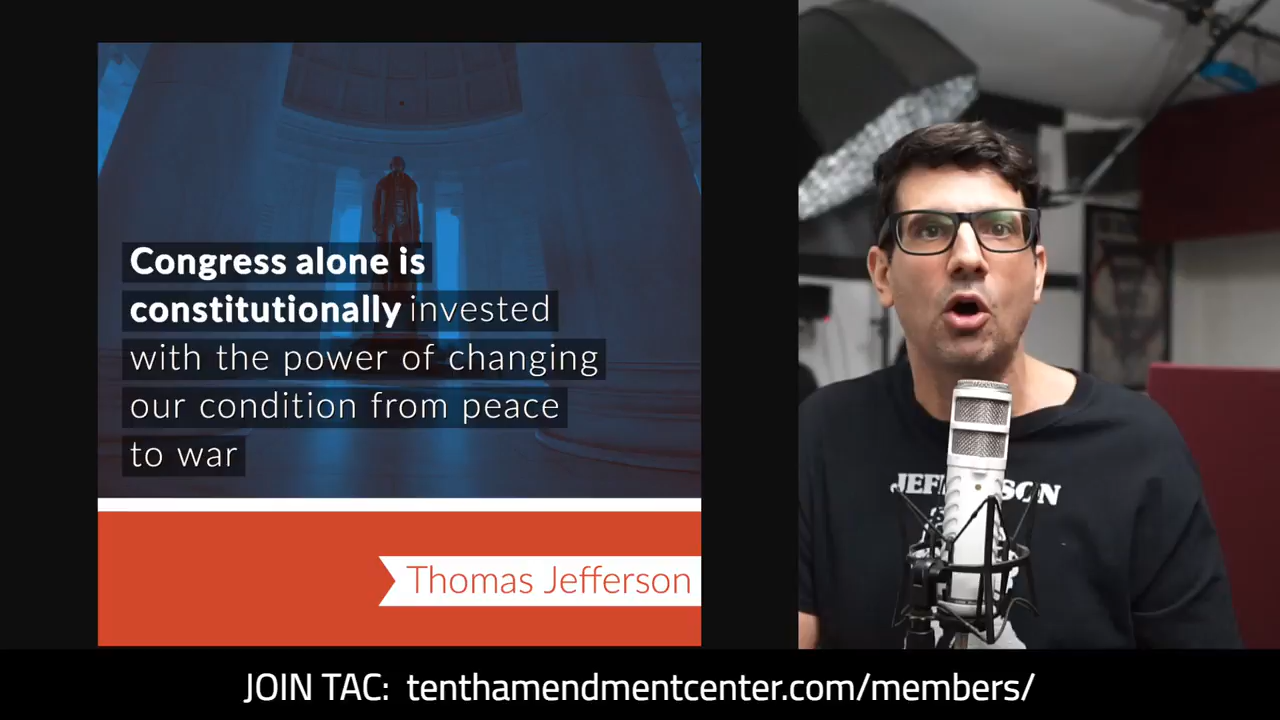 Congress alone is
constitutionally invested
with the power of changing
our condition from peace
to war
Thomas Jefferson
JOIN TAC: tenthamendmentcenter.com/members/